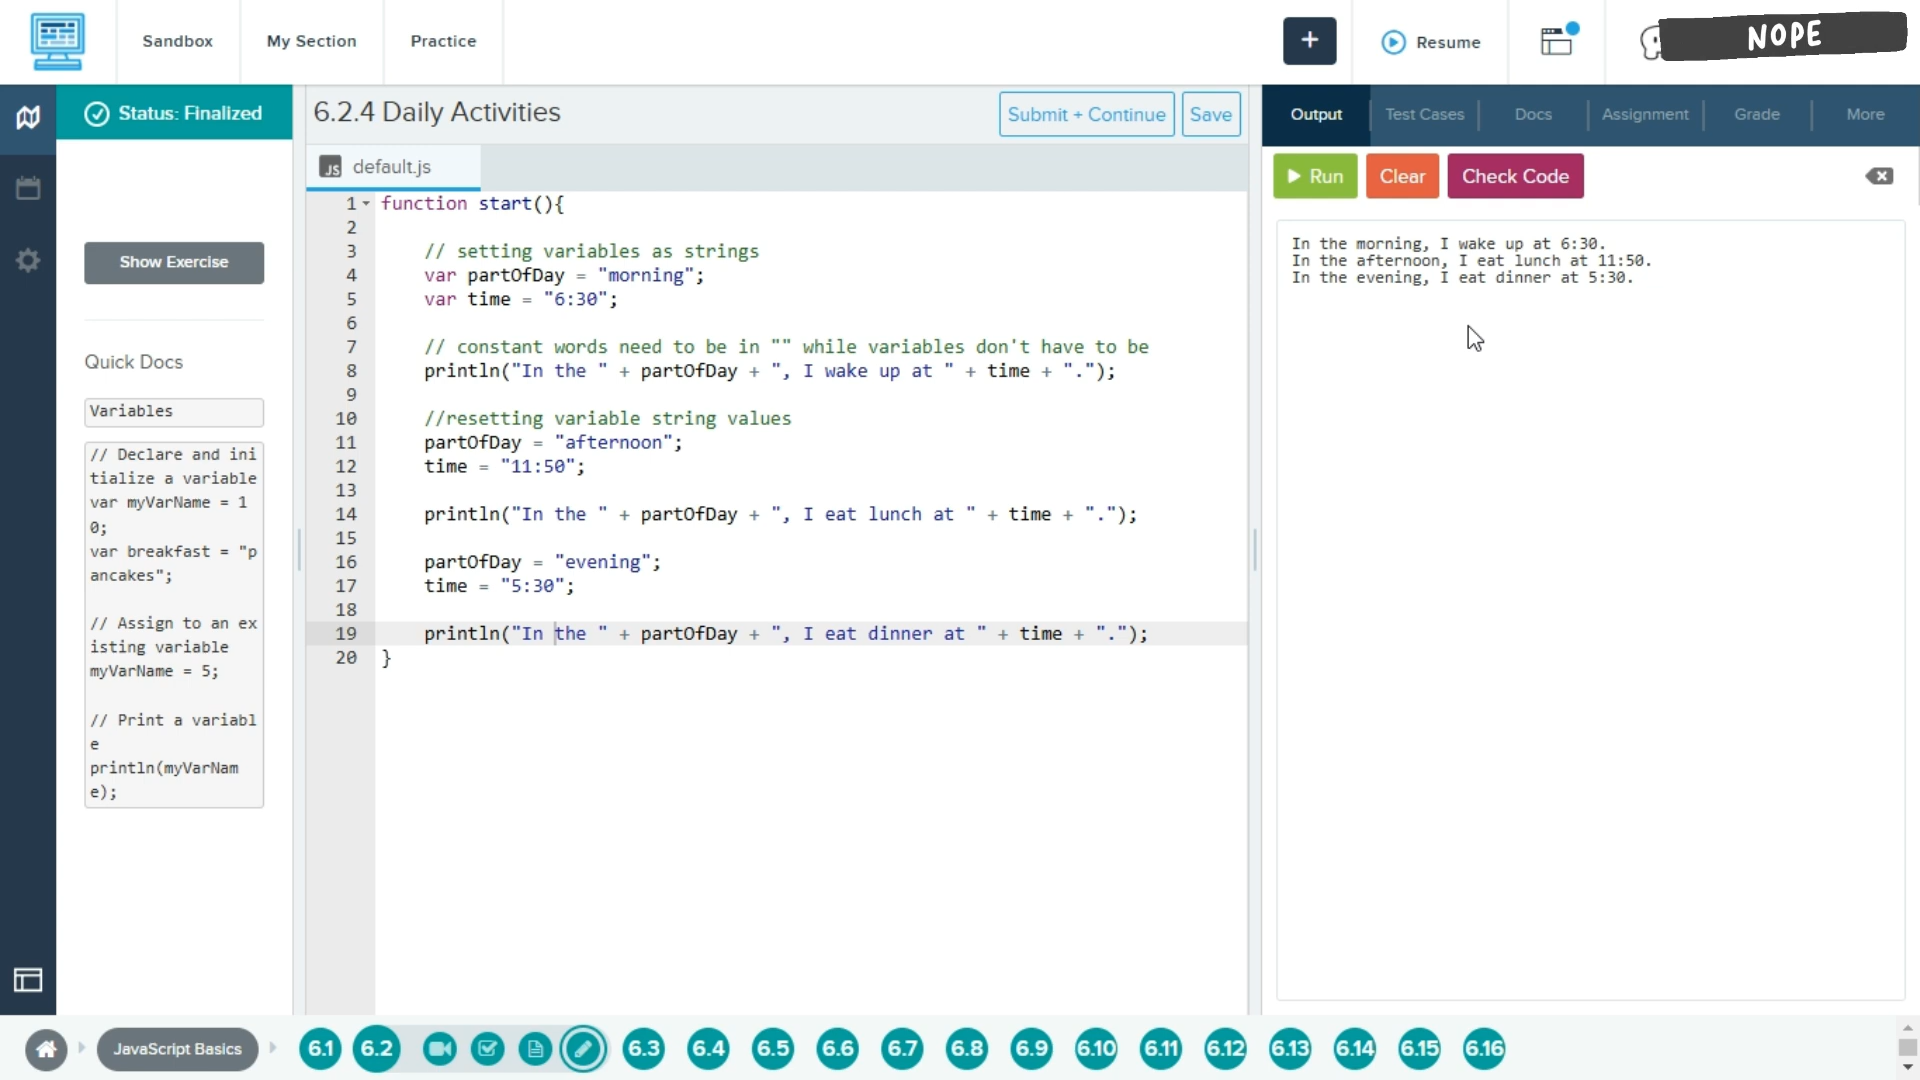 Sandbox
My Section
Practice
+
Resume
NOPE
Status: Finalized
6.2.4 Daily Activities
Submit + Continue
Save
Output
Test Cases
Docs
Assignment
Grade
More
JS default.js
Run
Clear
Check Code
Show Exercise
Quick Docs
Variables
// Declare and ini
tialize a variable
var myVarName = 1
0;
var breakfast = "p
ancakes";
// Assign to an ex
isting variable
myVarName = 5;
// Print a variabl
e
println(myVarNam
e);
1 function start(){
2
3 // setting variables as strings
4 var partOfDay = "morning";
5 var time = "6:30";
6
7 // constant words need to be in "" while variables don't have to be
8 println("In the " + partOfDay + ", I wake up at " + time + ".");
9
10 //resetting variable string values
11 partOfDay = "afternoon";
12 time = "11:50";
13
14 println("In the " + partOfDay + ", I eat lunch at " + time + ".");
15
16 partOfDay = "evening";
17 time = "5:30";
18
19 println("In the " + partOfDay + ", I eat dinner at " + time + ".");
20 }
In the morning, I wake up at 6:30.
In the afternoon, I eat lunch at 11:50.
In the evening, I eat dinner at 5:30.
JavaScript Basics
6.1
6.2
6.3
6.4
6.5
6.6
6.7
6.8
6.9
6.10
6.11
6.12
6.13
6.14
6.15
6.16